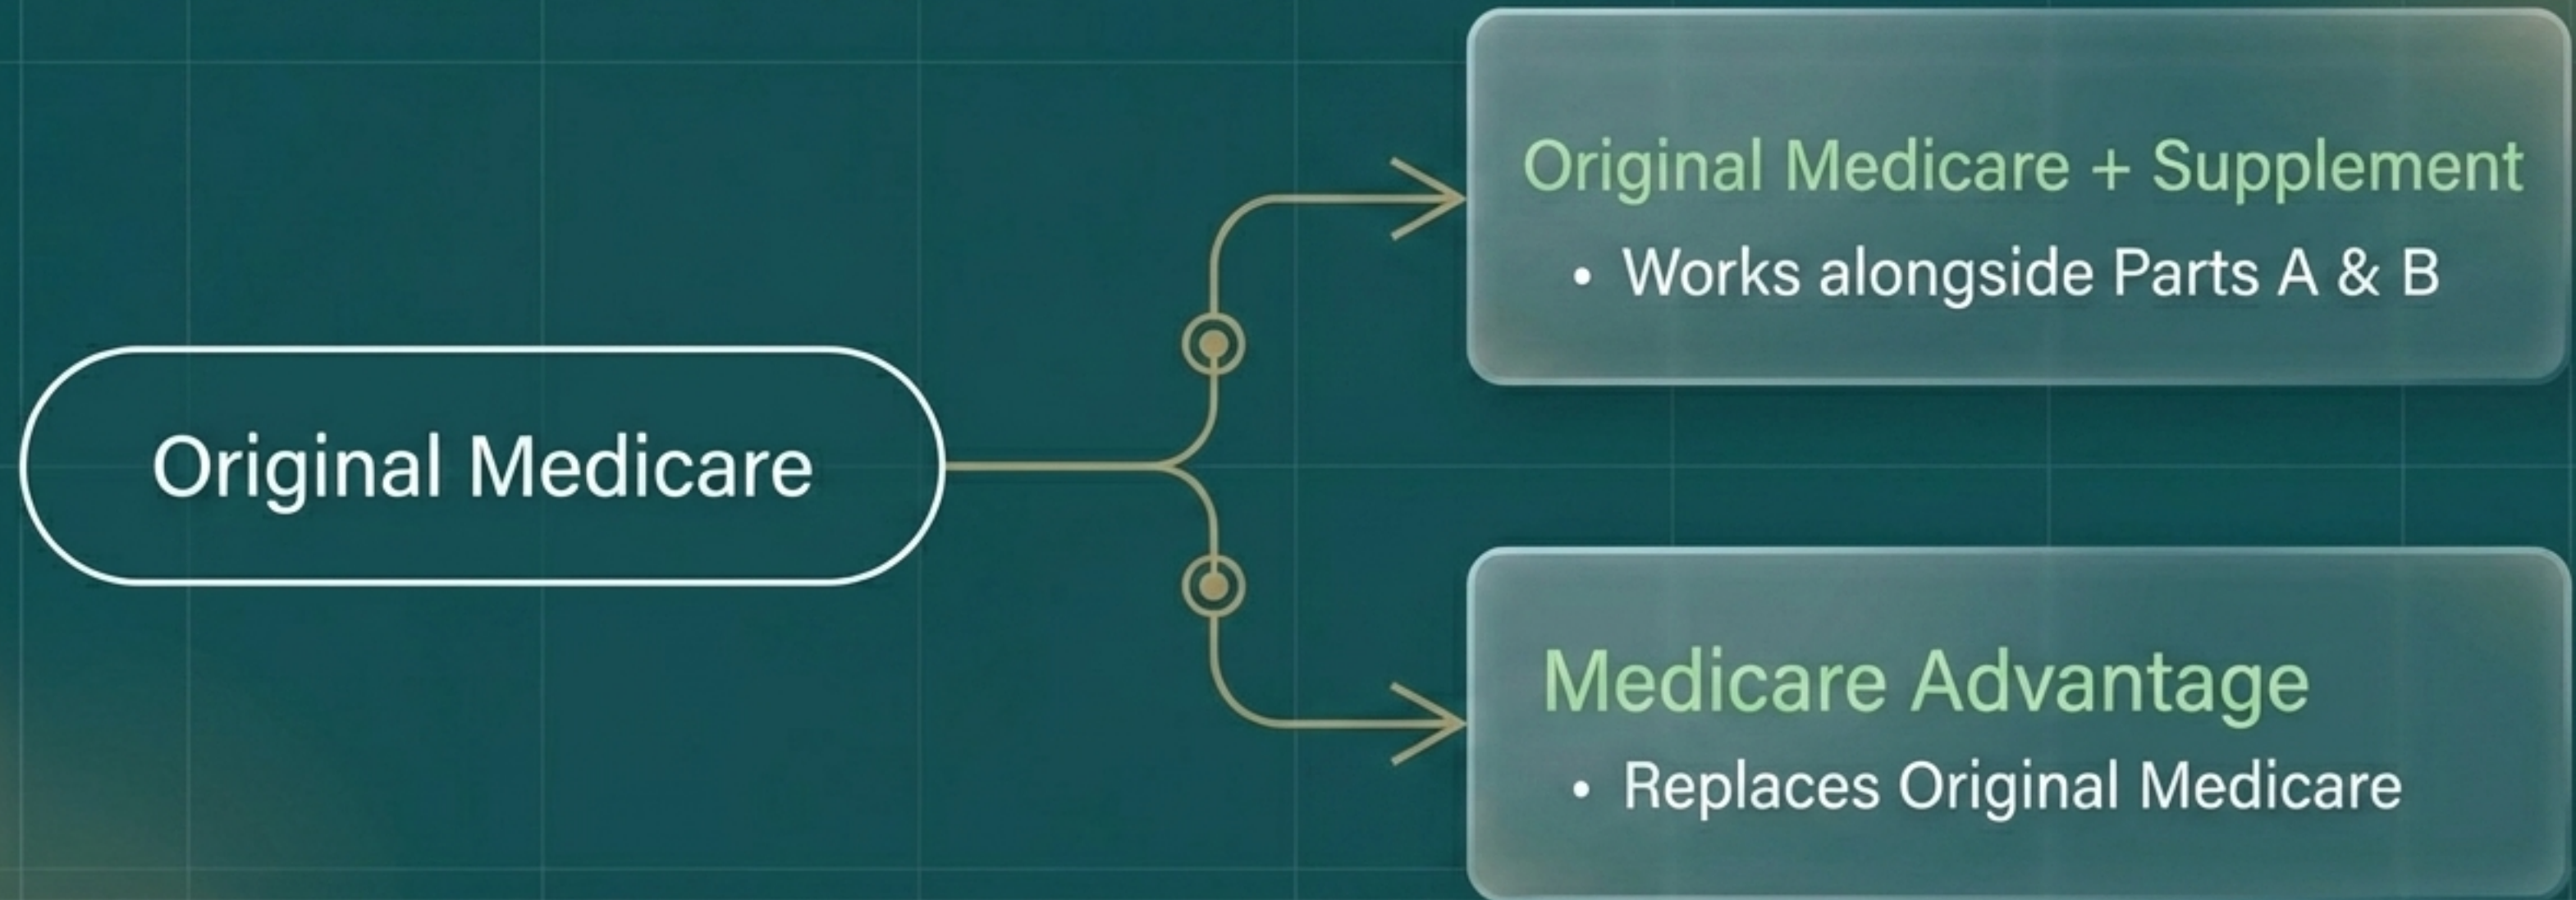 Original Medicare
Original Medicare + Supplement
• Works alongside Parts A & B
Medicare Advantage
• Replaces Original Medicare